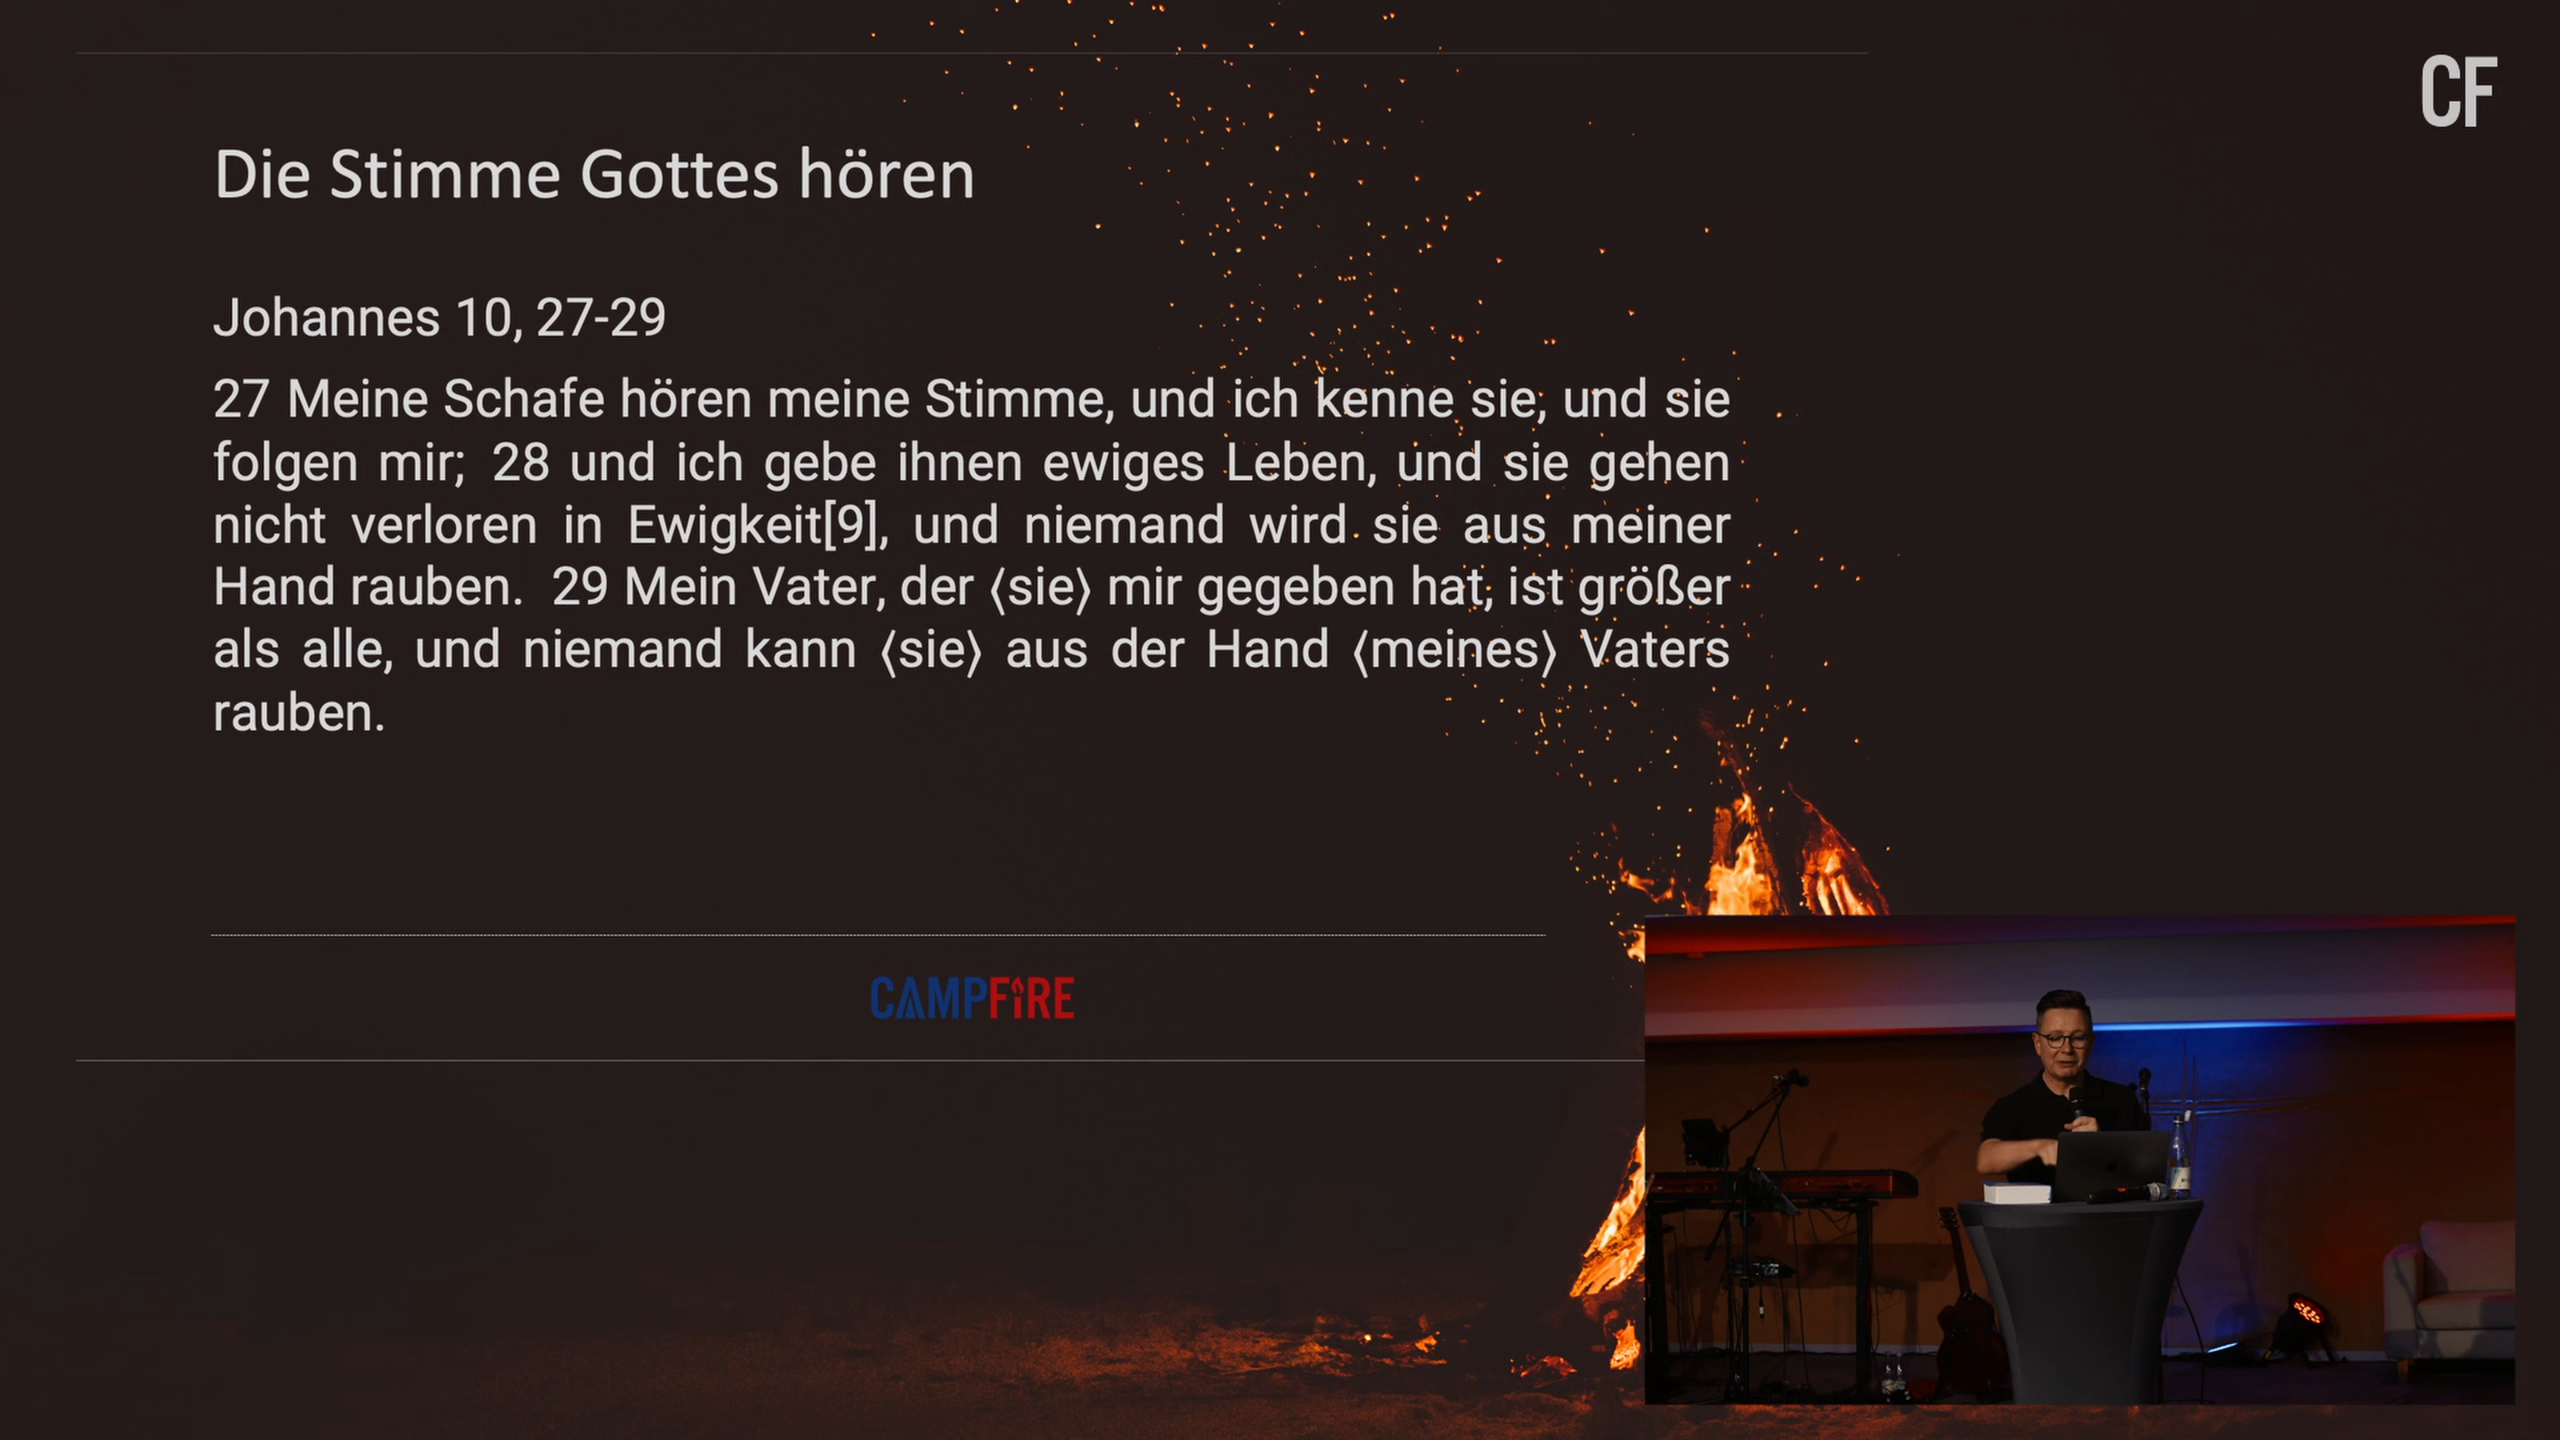 CF
Die Stimme Gottes hören
Johannes 10, 27-29
27 Meine Schafe hören meine Stimme, und ich kenne sie, und sie
folgen mir; 28 und ich gebe ihnen ewiges Leben, und sie gehen
nicht verloren in Ewigkeit[9], und niemand wird sie aus meiner
Hand rauben. 29 Mein Vater, der ⟨sie⟩ mir gegeben hat, ist größer
als alle, und niemand kann ⟨sie⟩ aus der Hand ⟨meines⟩ Vaters
rauben.
CAMPFIRE